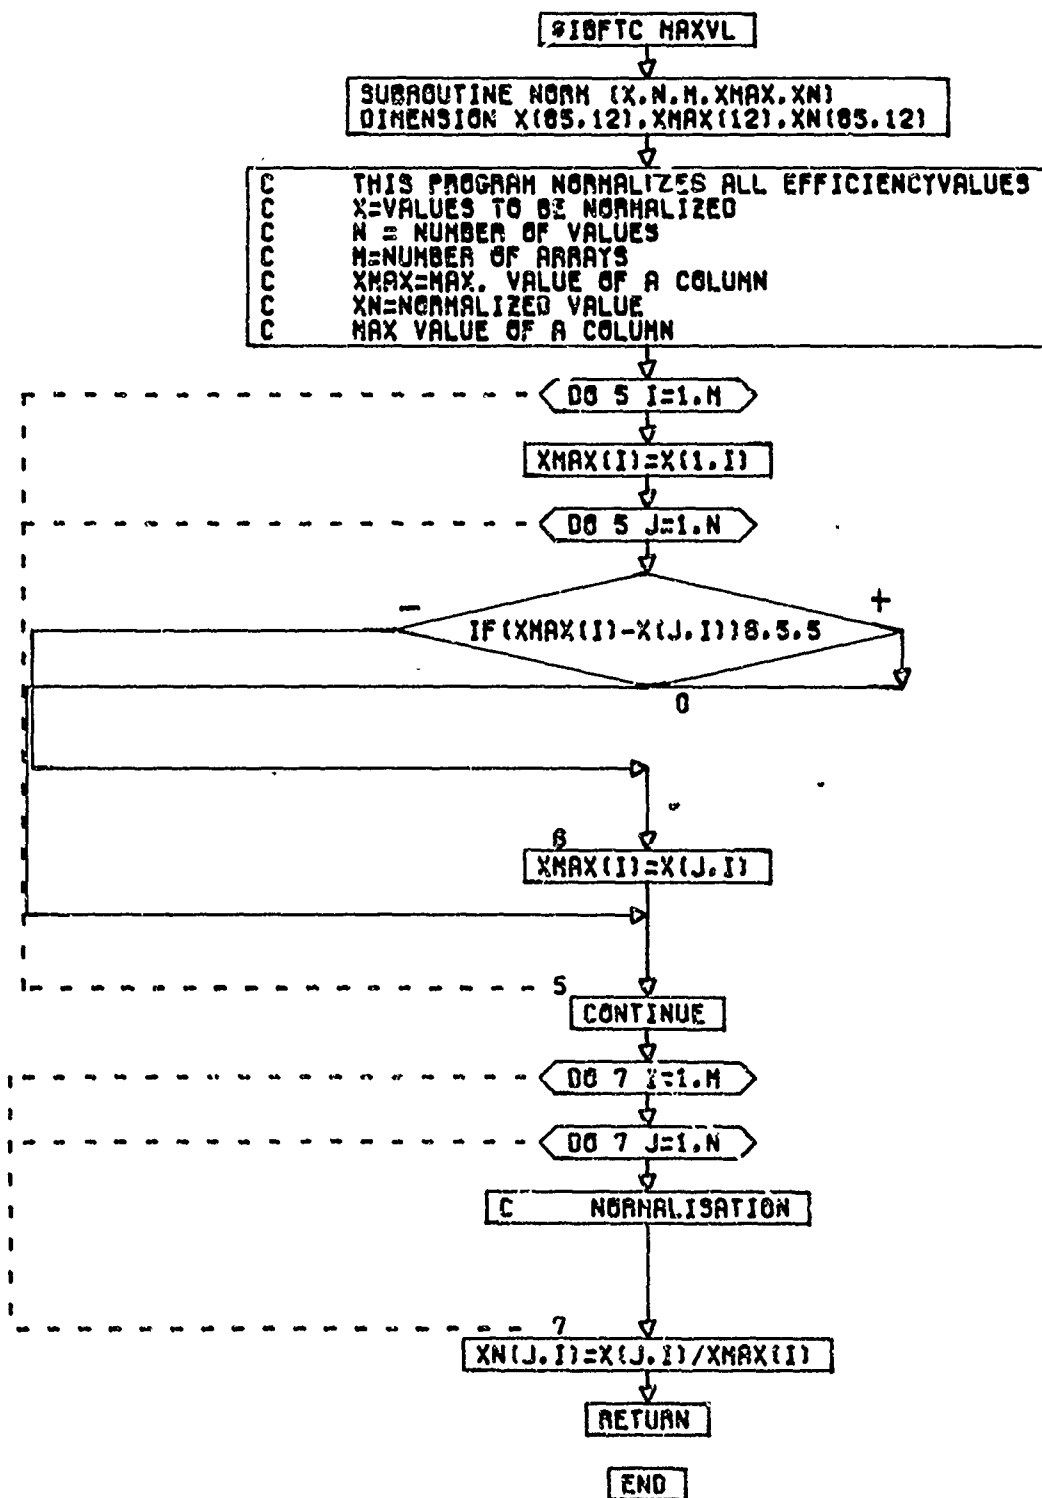 $IBFTC MAXVL
SUBROUTINE NORM (X,N,M,XMAX,XN)
DIMENSION X(65,12),XMAX(12),XN(65,12)
C THIS PROGRAM NORMALIZES ALL EFFICIENCYVALUES
C X=VALUES TO BE NORMALIZED
C N = NUMBER OF VALUES
C M=NUMBER OF ARRAYS
C XMAX=MAX. VALUE OF A COLUMN
C XN=NORMALIZED VALUE
C MAX VALUE OF A COLUMN
DO 5 I=1,M
XMAX(I)=X(1,I)
DO 5 J=1,N
- +
IF(XMAX(I)-X(J,I))6,5,5
0
6
XMAX(I)=X(J,I)
5
CONTINUE
DO 7 I=1,M
DO 7 J=1,N
C NORMALISATION
7
XN(J,I)=X(J,I)/XMAX(I)
RETURN
END